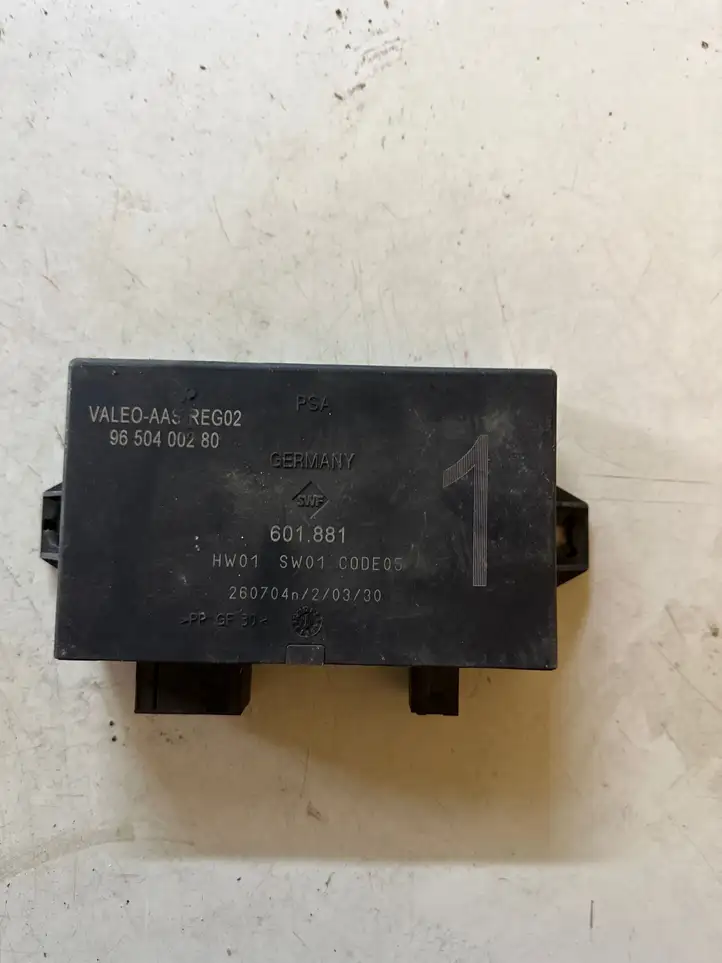 VALEO-AAS REG02
96 504 002 80
PSA
GERMANY
SWF
601.881
HW01 SW01 CODE05
260704n/2/03/30
>PP GF 30<
1